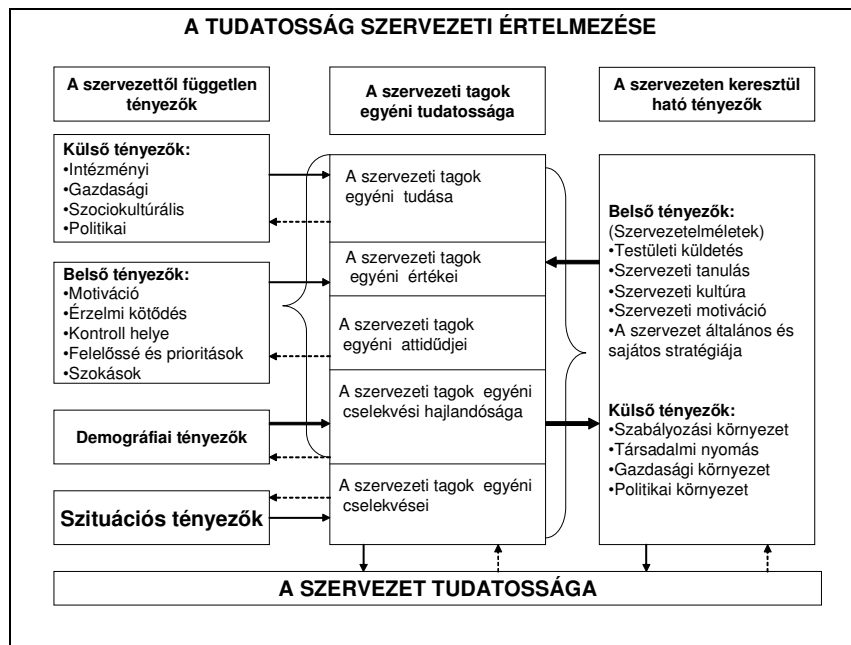 A TUDATOSSÁG SZERVEZETI ÉRTELMEZÉSE
A szervezettől független
tényezők
Külső tényezők:
•Intézményi
•Gazdasági
•Szociokultúrális
•Politikai
Belső tényezők:
•Motiváció
•Érzelmi kötődés
•Kontroll helye
•Felelőssé és prioritások
•Szokások
Demográfiai tényezők
Szituációs tényezők
A szervezeti tagok
egyéni tudatossága
A szervezeti tagok
egyéni tudása
A szervezeti tagok
egyéni értékei
A szervezeti tagok
egyéni attidűdjei
A szervezeti tagok egyéni
cselekvési hajlandósága
A szervezeti tagok egyéni
cselekvései
A szervezeten keresztül
ható tényezők
Belső tényezők:
(Szervezetelméletek)
•Testületi küldetés
•Szervezeti tanulás
•Szervezeti kultúra
•Szervezeti motiváció
•A szervezet általános és
sajátos stratégiája
Külső tényezők:
•Szabályozási környezet
•Társadalmi nyomás
•Gazdasági környezet
•Politikai környezet
A SZERVEZET TUDATOSSÁGA